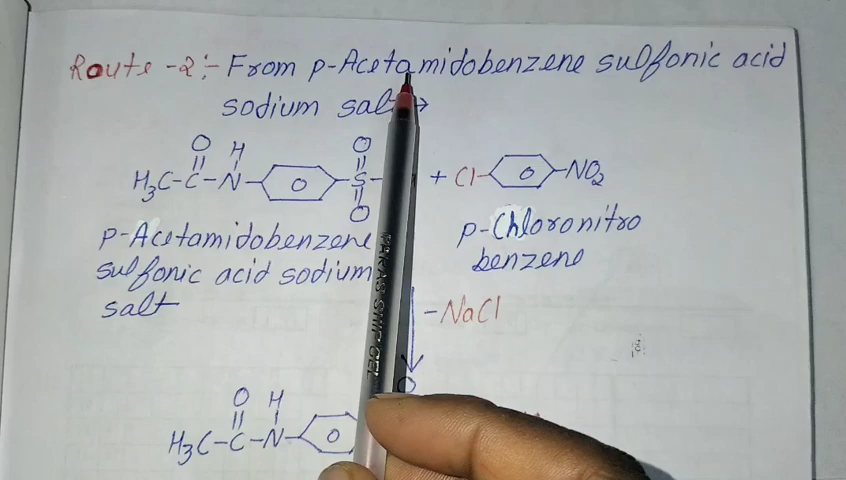 Route -2:- From p-Acetamidobenzene sulfonic acid
sodium salt →
O H O
H3C-C-N- O -S- + Cl- O -NO2
O
p-Acetamidobenzene
sulfonic acid sodium
salt
p-Chloronitro
benzene
-NaCl
O H O
H3C-C-N- O